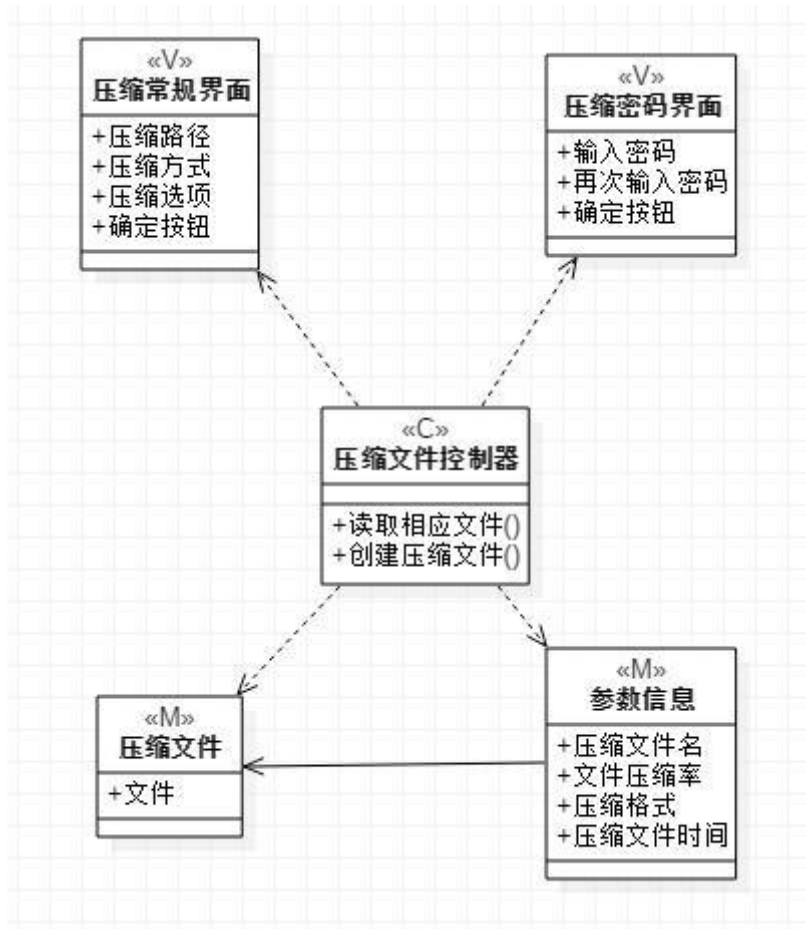 «V»
压缩常规界面
+压缩路径
+压缩方式
+压缩选项
+确定按钮
«V»
压缩密码界面
+输入密码
+再次输入密码
+确定按钮
«C»
压缩文件控制器
+读取相应文件()
+创建压缩文件()
«M»
压缩文件
+文件
«M»
参数信息
+压缩文件名
+文件压缩率
+压缩格式
+压缩文件时间